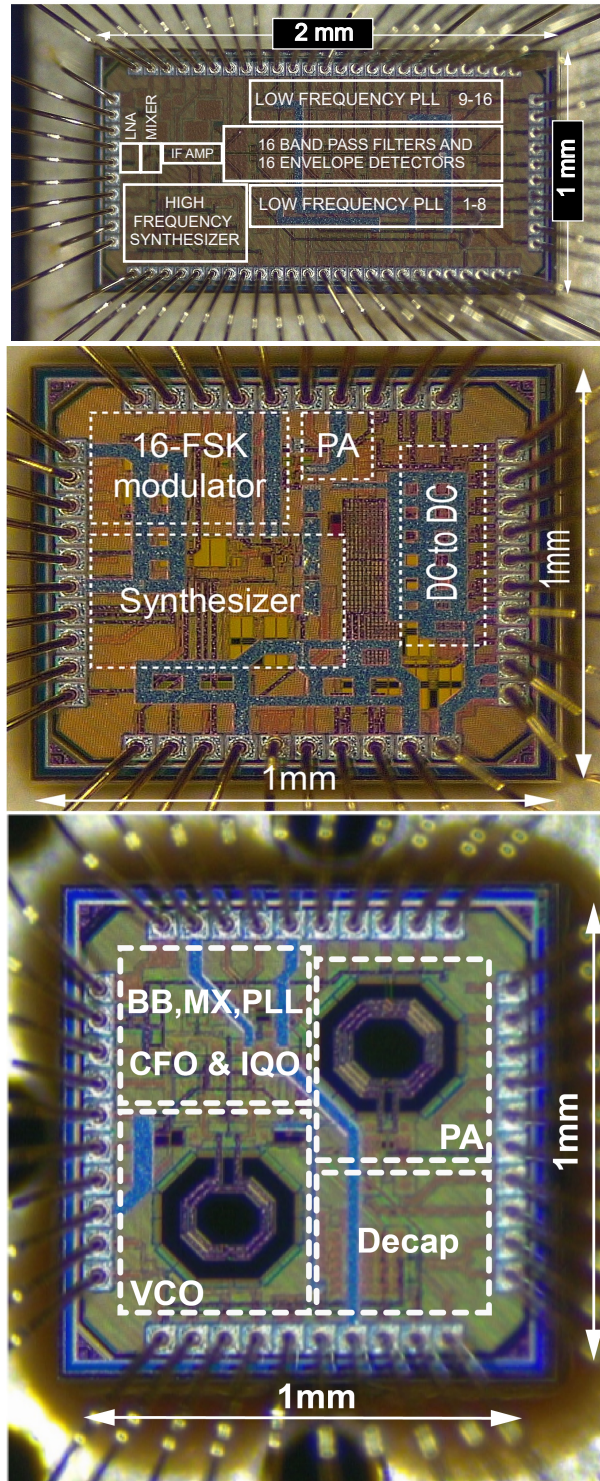 2 mm
LOW FREQUENCY PLL 9-16
LNA
MIXER
IF AMP
16 BAND PASS FILTERS AND
16 ENVELOPE DETECTORS
1 mm
HIGH
FREQUENCY
SYNTHESIZER
LOW FREQUENCY PLL 1-8
16-FSK
modulator
PA
DC to DC
1mm
Synthesizer
1mm
BB,MX,PLL
CFO & IQO
PA
1mm
VCO
Decap
1mm